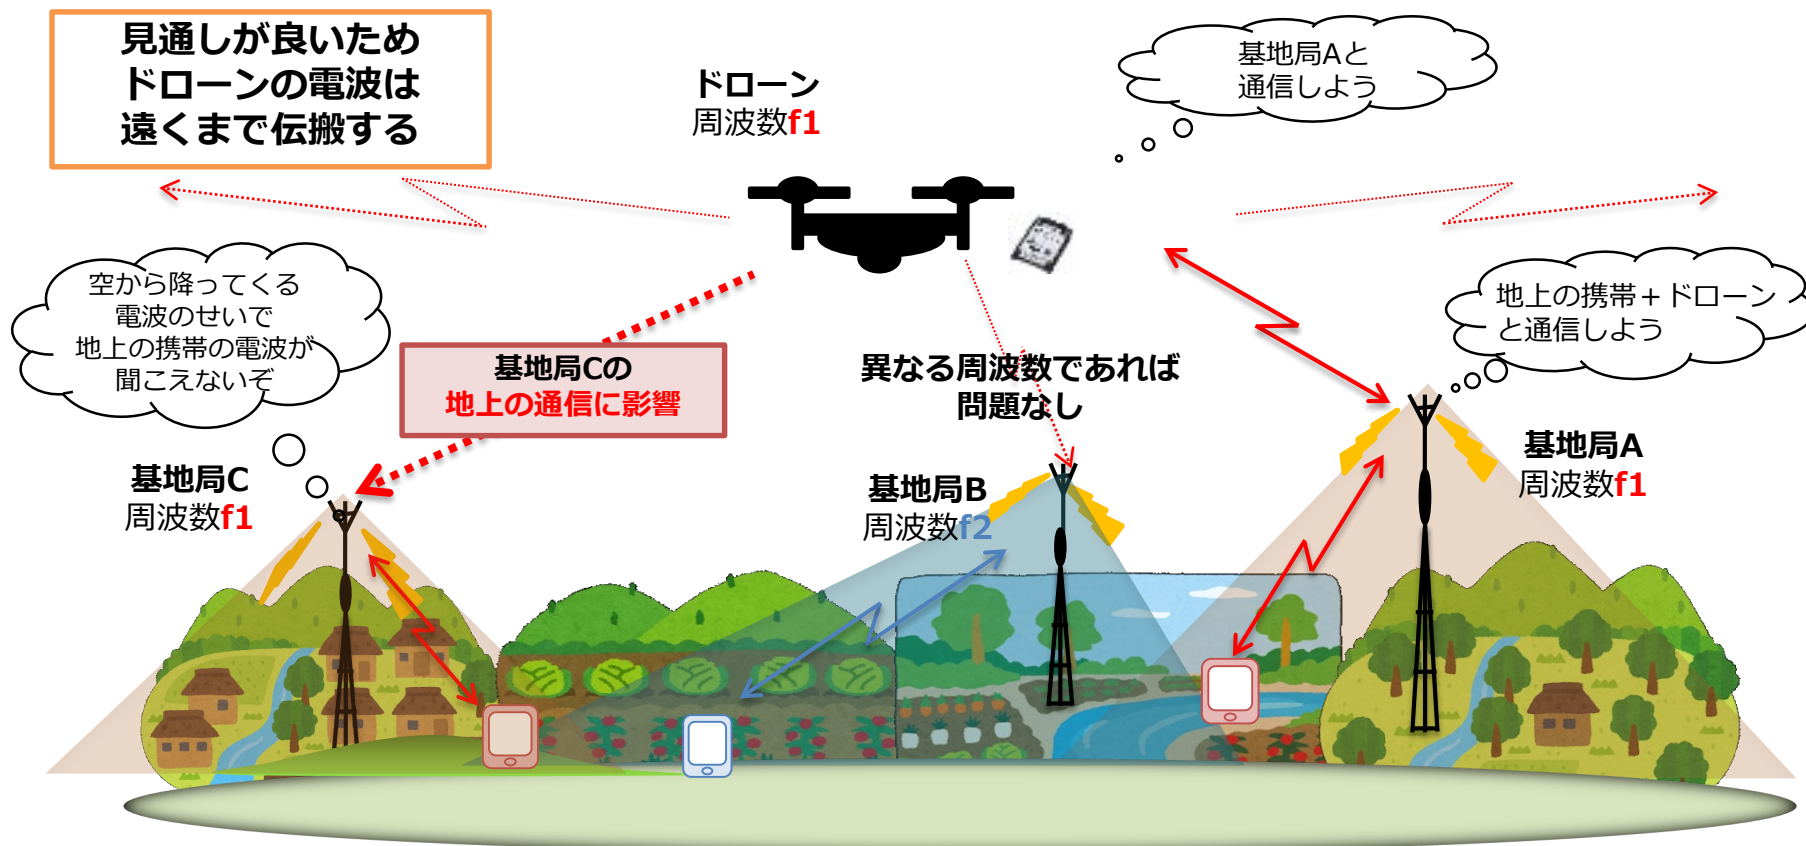 見通しが良いため
ドローンの電波は
遠くまで伝搬する
ドローン
周波数f1
基地局Aと
通信しよう
空から降ってくる
電波のせいで
地上の携帯の電波が
聞こえないぞ
基地局Cの
地上の通信に影響
異なる周波数であれば
問題なし
地上の携帯＋ドローン
と通信しよう
基地局C
周波数f1
基地局B
周波数f2
基地局A
周波数f1